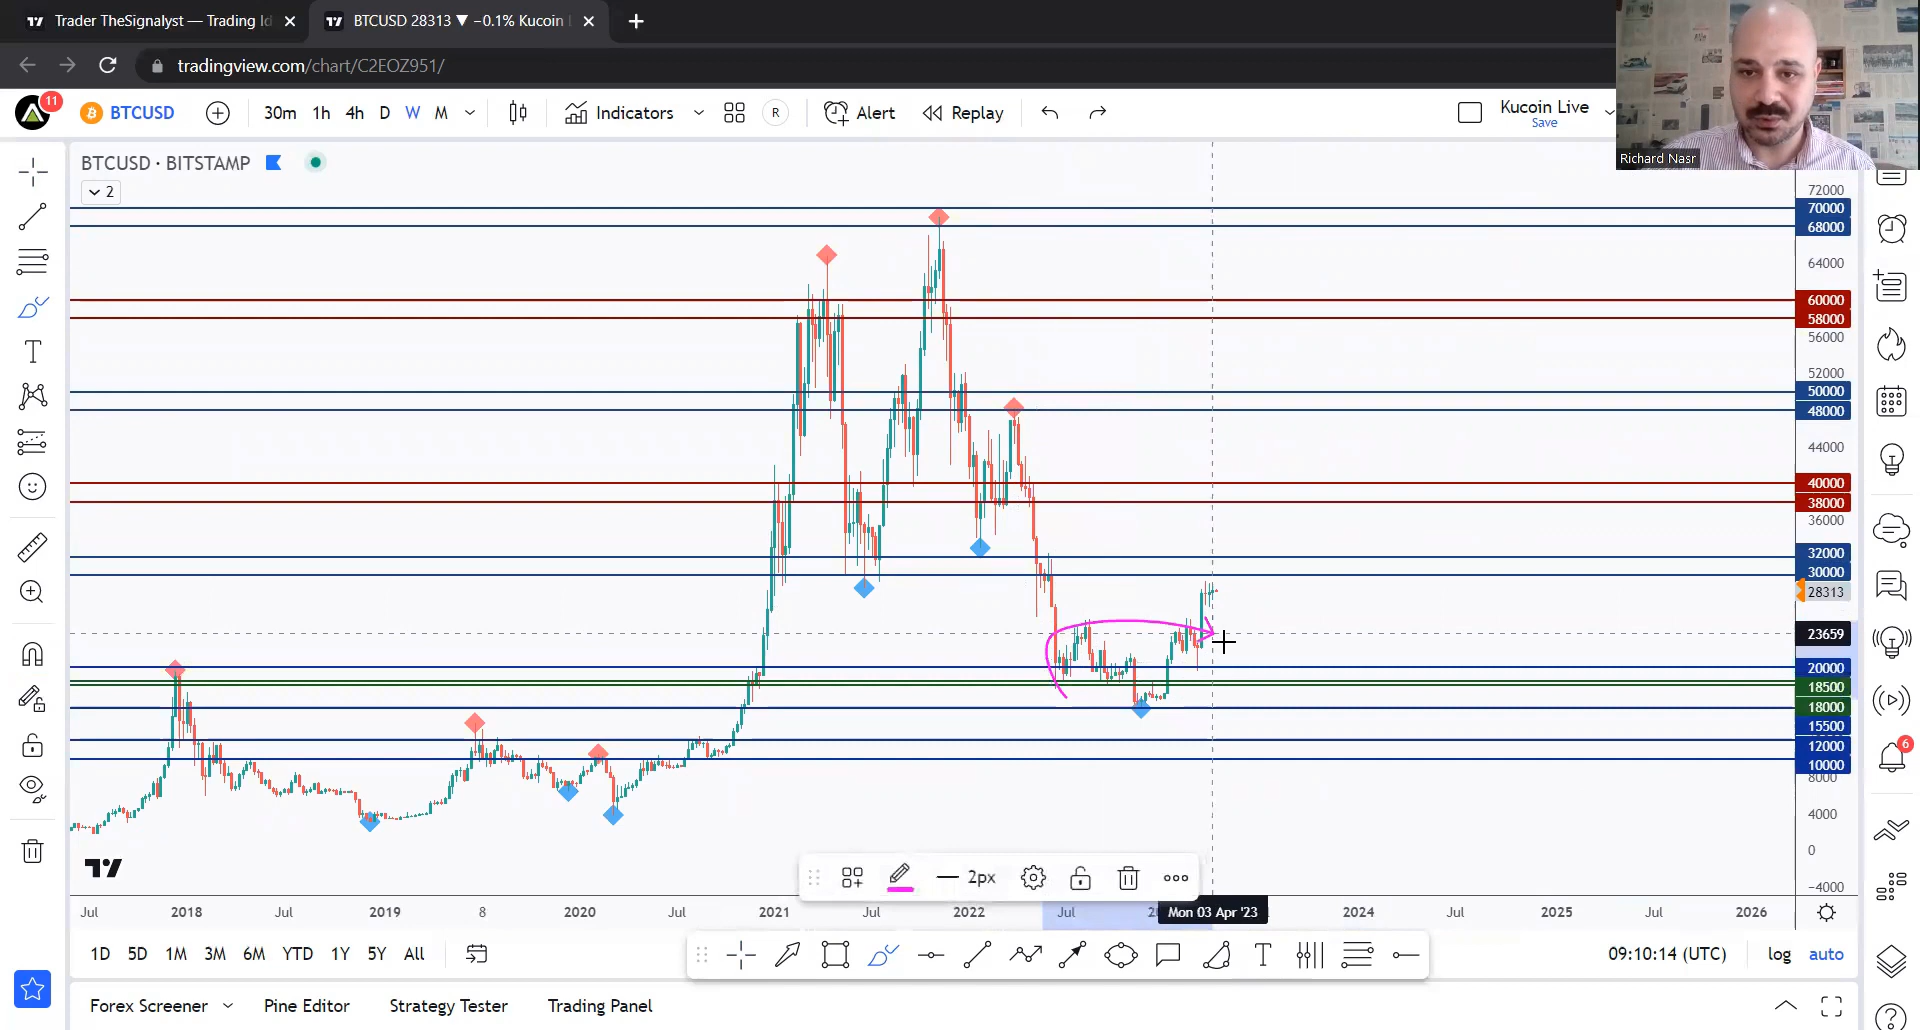 Trader TheSignalyst — Trading Id
BTCUSD 28313 ▼ −0.1% Kucoin L
tradingview.com/chart/C2EOZ951/
11
BTCUSD
30m 1h 4h D W M
Indicators
R
Alert
Replay
Kucoin Live
Save
Richard Nasr
BTCUSD · BITSTAMP
2
72000
70000
68000
64000
60000
58000
56000
52000
50000
48000
44000
40000
38000
36000
32000
30000
28313
23659
20000
18500
18000
15500
12000
10000
8000
4000
0
−4000
6
TV
2px
Jul 2018 Jul 2019 8 2020 Jul 2021 Jul 2022 Jul Mon 03 Apr '23 2024 Jul 2025 Jul 2026
1D 5D 1M 3M 6M YTD 1Y 5Y All
T
09:10:14 (UTC) log auto
Forex Screener Pine Editor Strategy Tester Trading Panel